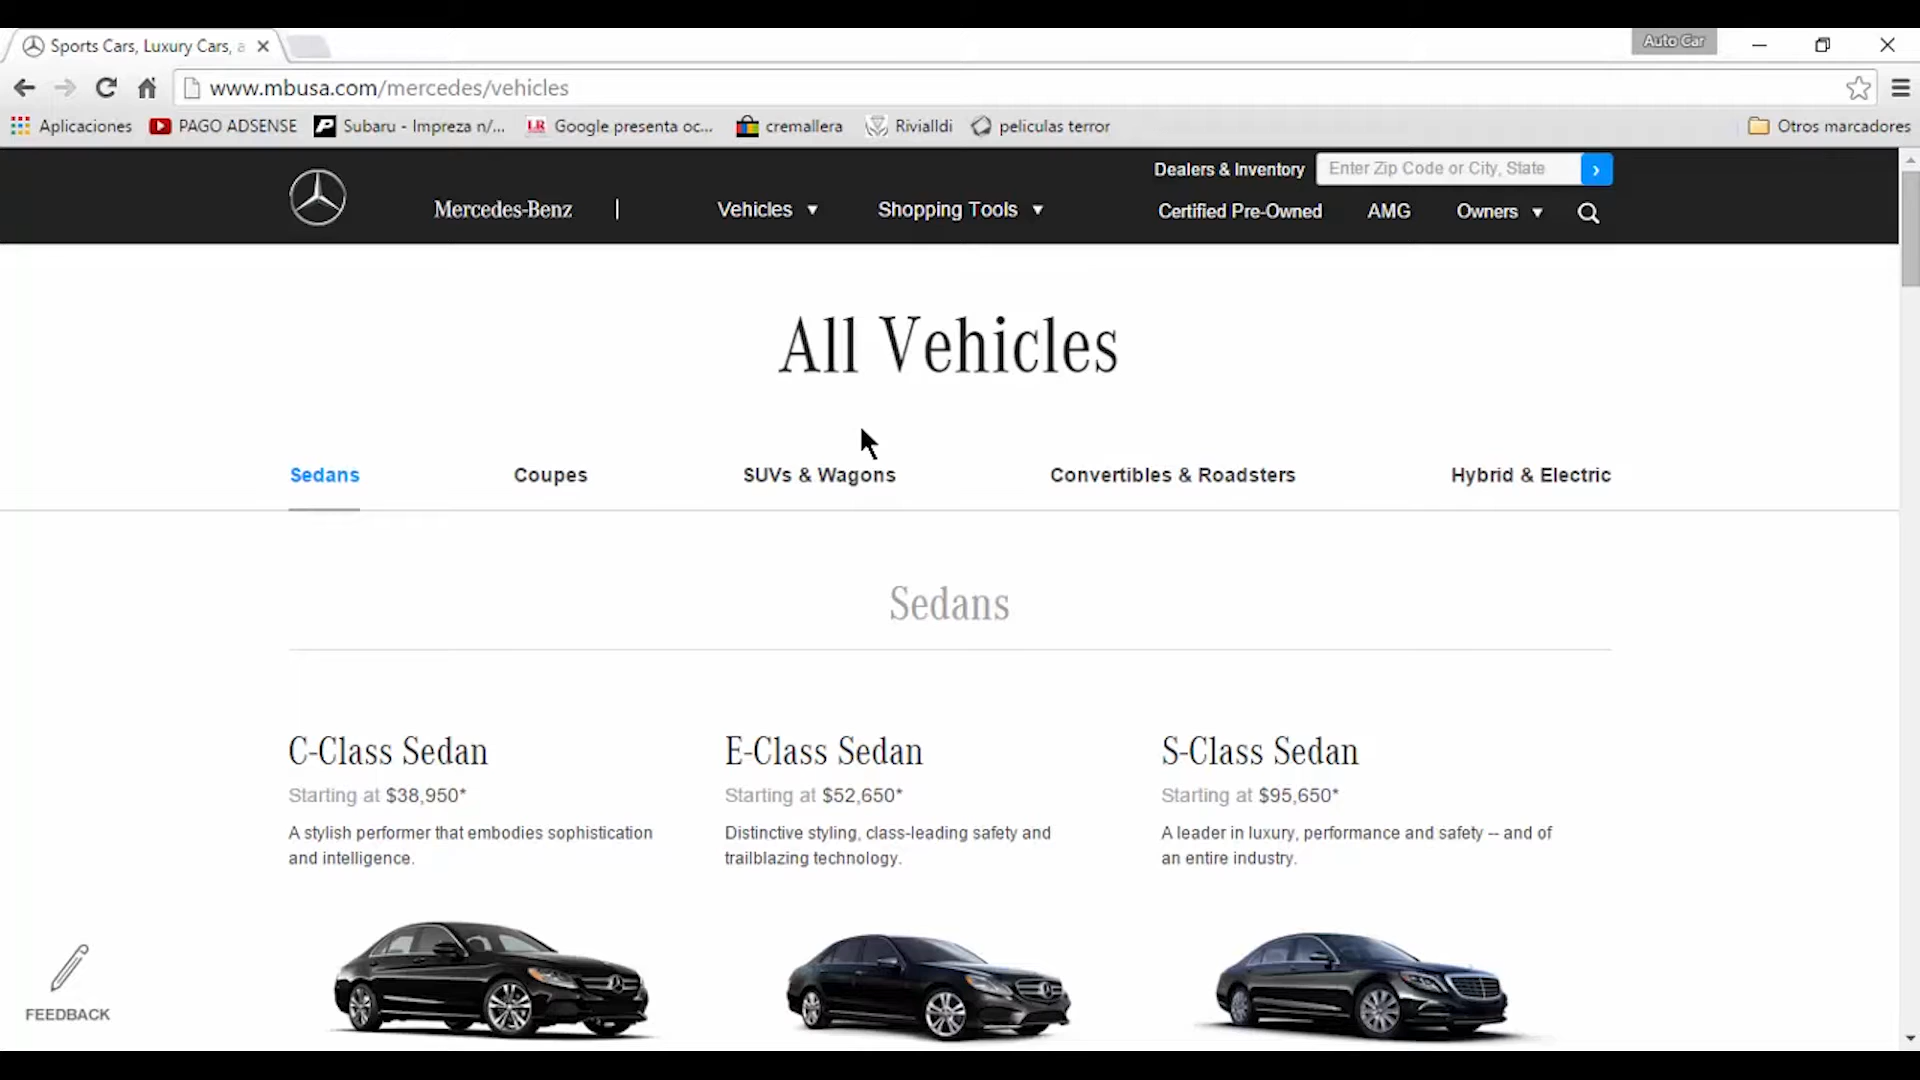 Sports Cars, Luxury Cars, a
Auto Car
www.mbusa.com/mercedes/vehicles
Aplicaciones PAGO ADSENSE Subaru - Impreza n/... LR Google presenta oc... cremallera Rivialldi peliculas terror Otros marcadores
Dealers & Inventory Enter Zip Code or City, State
Mercedes-Benz | Vehicles Shopping Tools Certified Pre-Owned AMG Owners
All Vehicles
Sedans Coupes SUVs & Wagons Convertibles & Roadsters Hybrid & Electric
Sedans
C-Class Sedan
Starting at $38,950*
A stylish performer that embodies sophistication
and intelligence.
E-Class Sedan
Starting at $52,650*
Distinctive styling, class-leading safety and
trailblazing technology.
S-Class Sedan
Starting at $95,650*
A leader in luxury, performance and safety -- and of
an entire industry.
FEEDBACK